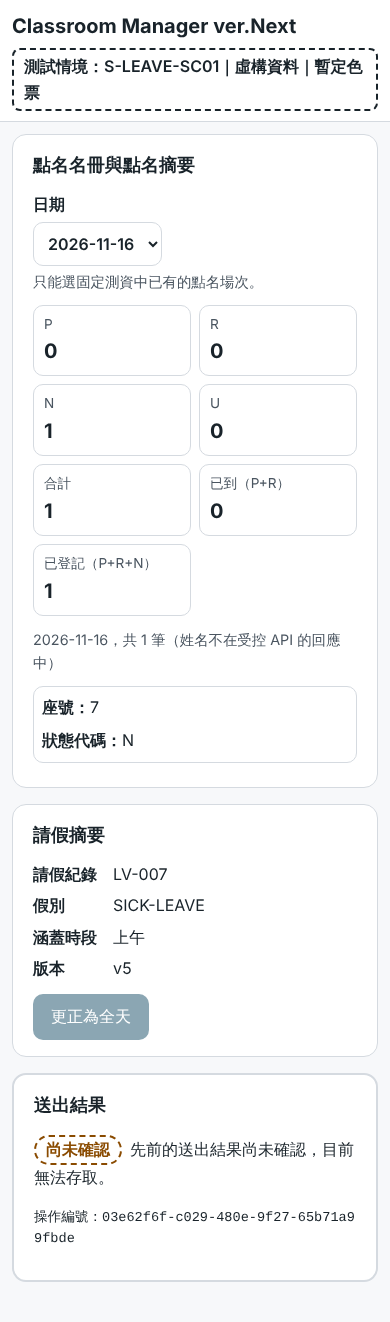 Classroom Manager ver.Next
測試情境：S-LEAVE-SC01｜虛構資料｜暫定色
票
點名名冊與點名摘要
日期
2026-11-16
只能選固定測資中已有的點名場次。
P
0
R
0
N
1
U
0
合計
1
已到（P+R）
0
已登記（P+R+N）
1
2026-11-16，共 1 筆（姓名不在受控 API 的回應
中）
座號：7
狀態代碼：N
請假摘要
請假紀錄 LV-007
假別 SICK-LEAVE
涵蓋時段 上午
版本 v5
更正為全天
送出結果
尚未確認 先前的送出結果尚未確認，目前
無法存取。
操作編號：03e62f6f-c029-480e-9f27-65b71a9
9fbde